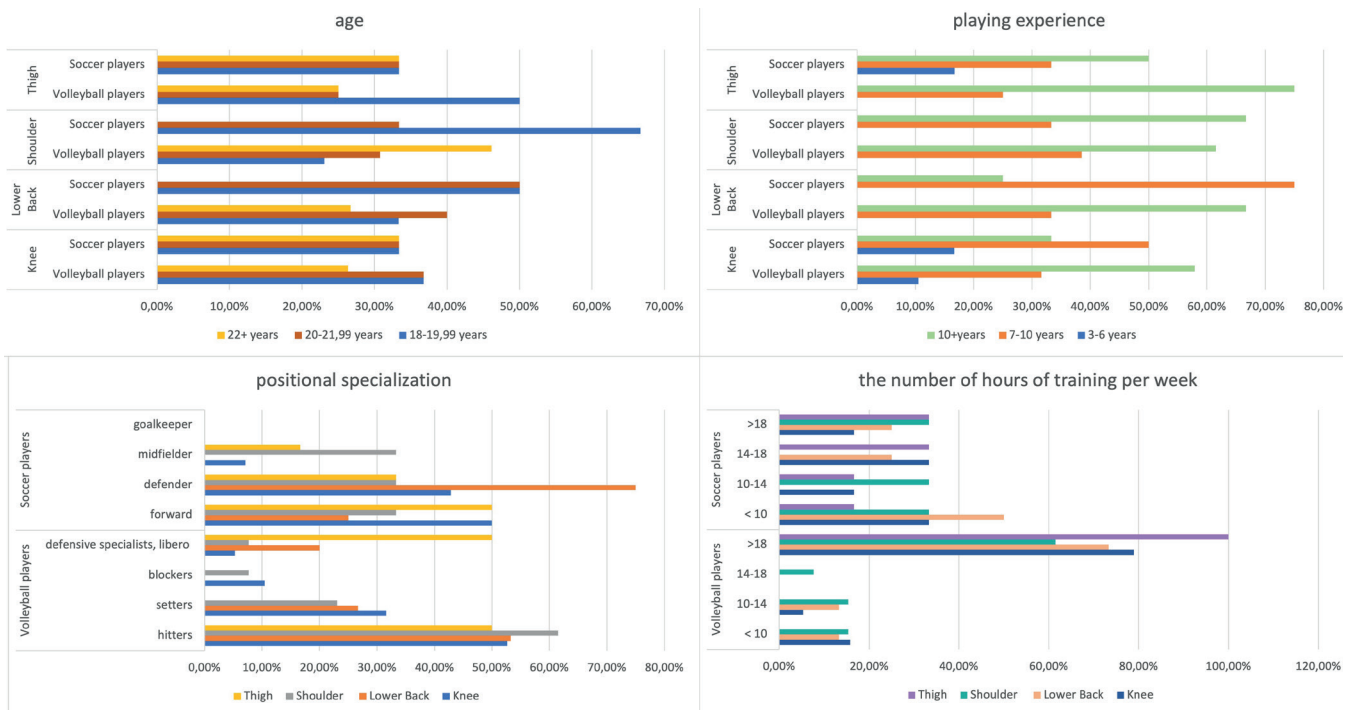 age
Thigh
Soccer players
Volleyball players
Shoulder
Soccer players
Volleyball players
Lower
Back
Soccer players
Volleyball players
Knee
Soccer players
Volleyball players
0,00% 10,00% 20,00% 30,00% 40,00% 50,00% 60,00% 70,00%
22+ years 20-21,99 years 18-19,99 years
playing experience
Thigh
Soccer players
Volleyball players
Shoulder
Soccer players
Volleyball players
Lower
Back
Soccer players
Volleyball players
Knee
Soccer players
Volleyball players
0,00% 10,00% 20,00% 30,00% 40,00% 50,00% 60,00% 70,00% 80,00%
10+years 7-10 years 3-6 years
positional specialization
Soccer players
goalkeeper
midfielder
defender
forward
Volleyball players
defensive specialists, libero
blockers
setters
hitters
0,00% 10,00% 20,00% 30,00% 40,00% 50,00% 60,00% 70,00% 80,00%
Thigh Shoulder Lower Back Knee
the number of hours of training per week
Soccer players
>18
14-18
10-14
< 10
Volleyball players
>18
14-18
10-14
< 10
0,00% 20,00% 40,00% 60,00% 80,00% 100,00% 120,00%
Thigh Shoulder Lower Back Knee